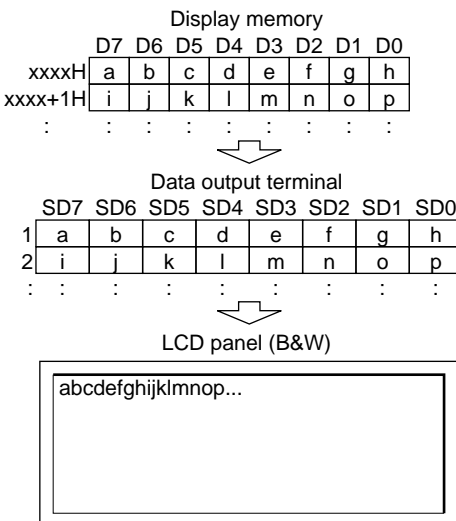 Display memory
D7 D6 D5 D4 D3 D2 D1 D0
xxxxH a b c d e f g h
xxxx+1H i j k l m n o p
: : : : : : : : :
Data output terminal
SD7 SD6 SD5 SD4 SD3 SD2 SD1 SD0
1 a b c d e f g h
2 i j k l m n o p
: : : : : : : : :
LCD panel (B&W)
abcdefghijklmnop...